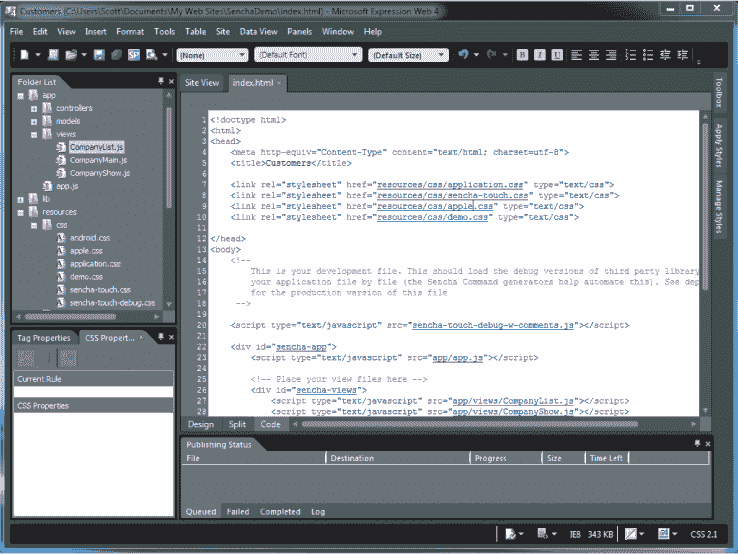 Customers (C:\Users\Scott\Documents\My Web Sites\SenchaDemo\index.html) - Microsoft Expression Web 4
File Edit View Insert Format Tools Table Site Data View Panels Window Help
(None) (Default Font) (Default Size) B I U
Folder List
app
controllers
models
views
CompanyList.js
CompanyMain.js
CompanyShow.js
app.js
lib
resources
css
android.css
apple.css
application.css
demo.css
sencha-touch.css
sencha-touch-debug.css
Tag Properties CSS Propert...
Current Rule
CSS Properties
Site View index.html
1 <!doctype html>
2 <html>
3 <head>
4 <meta http-equiv="Content-Type" content="text/html; charset=utf-8">
5 <title>Customers</title>
6
7 <link rel="stylesheet" href="resources/css/application.css" type="text/css">
8 <link rel="stylesheet" href="resources/css/sencha-touch.css" type="text/css">
9 <link rel="stylesheet" href="resources/css/apple.css" type="text/css">
10 <link rel="stylesheet" href="resources/css/demo.css" type="text/css">
11
12 </head>
13 <body>
14 <!--
15 This is your development file. This should load the debug versions of third party library
16 your application file by file (the Sencha Command generators help automate this). See dep
17 for the production version of this file
18 -->
19
20 <script type="text/javascript" src="sencha-touch-debug-w-comments.js"></script>
21
22 <div id="sencha-app">
23 <script type="text/javascript" src="app/app.js"></script>
24
25 <!-- Place your view files here -->
26 <div id="sencha-views">
27 <script type="text/javascript" src="app/views/CompanyList.js"></script>
28 <script type="text/javascript" src="app/views/CompanyShow.js"></script>
Design Split Code
Publishing Status
File Destination Progress Size Time Left
Queued Failed Completed Log
Toolbox
Apply Styles
Manage Styles
IE8 343 KB CSS 2.1